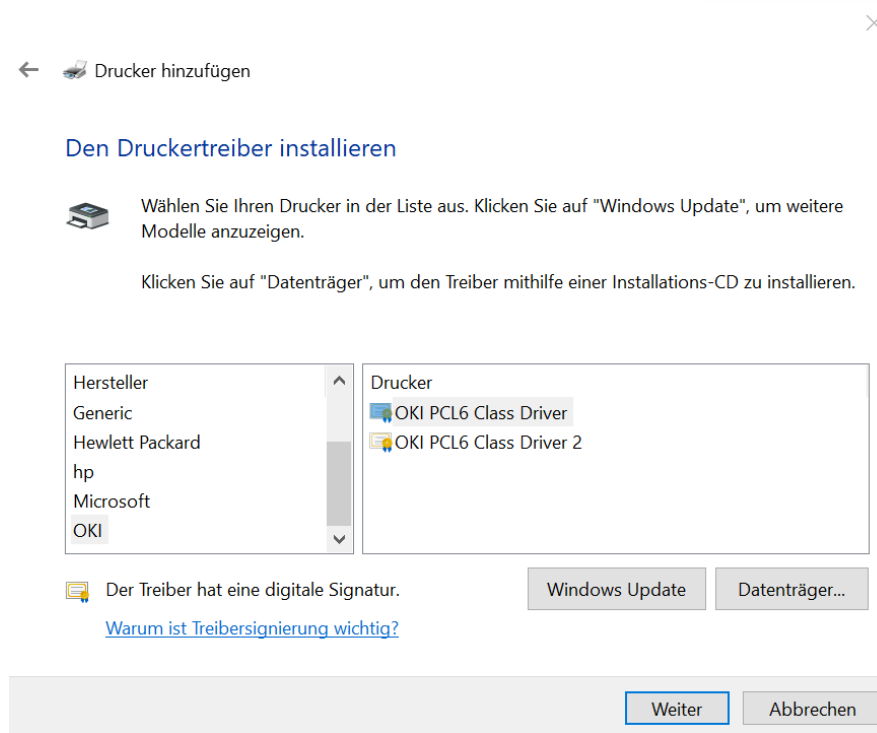 Drucker hinzufügen
Den Druckertreiber installieren
Wählen Sie Ihren Drucker in der Liste aus. Klicken Sie auf "Windows Update", um weitere
Modelle anzuzeigen.
Klicken Sie auf "Datenträger", um den Treiber mithilfe einer Installations-CD zu installieren.
Hersteller
Generic
Hewlett Packard
hp
Microsoft
OKI
Drucker
OKI PCL6 Class Driver
OKI PCL6 Class Driver 2
Der Treiber hat eine digitale Signatur.
Warum ist Treibersignierung wichtig?
Windows Update
Datenträger...
Weiter
Abbrechen